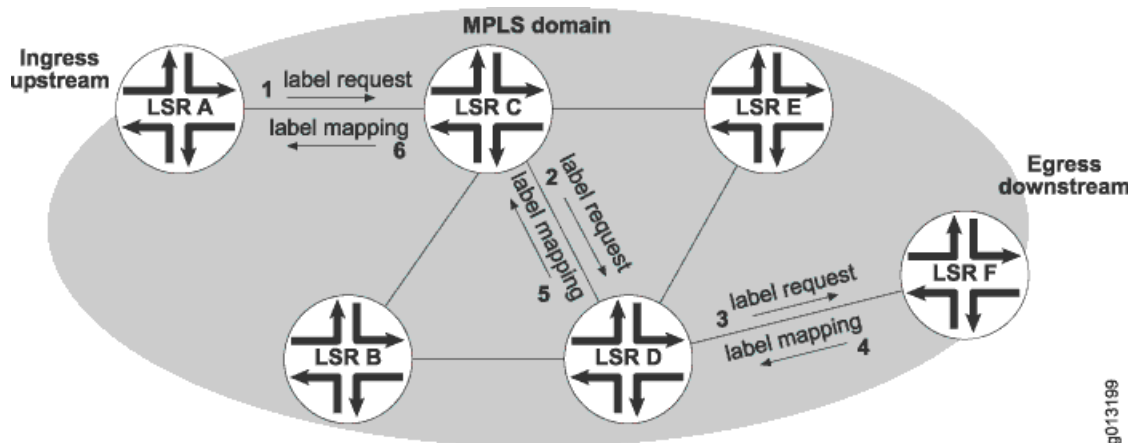 MPLS domain
Ingress
upstream
LSR A
1 label request
label mapping
6
LSR C
LSR E
2 label request
label mapping
5
Egress
downstream
LSR F
3 label request
label mapping
4
LSR B
LSR D
g013199